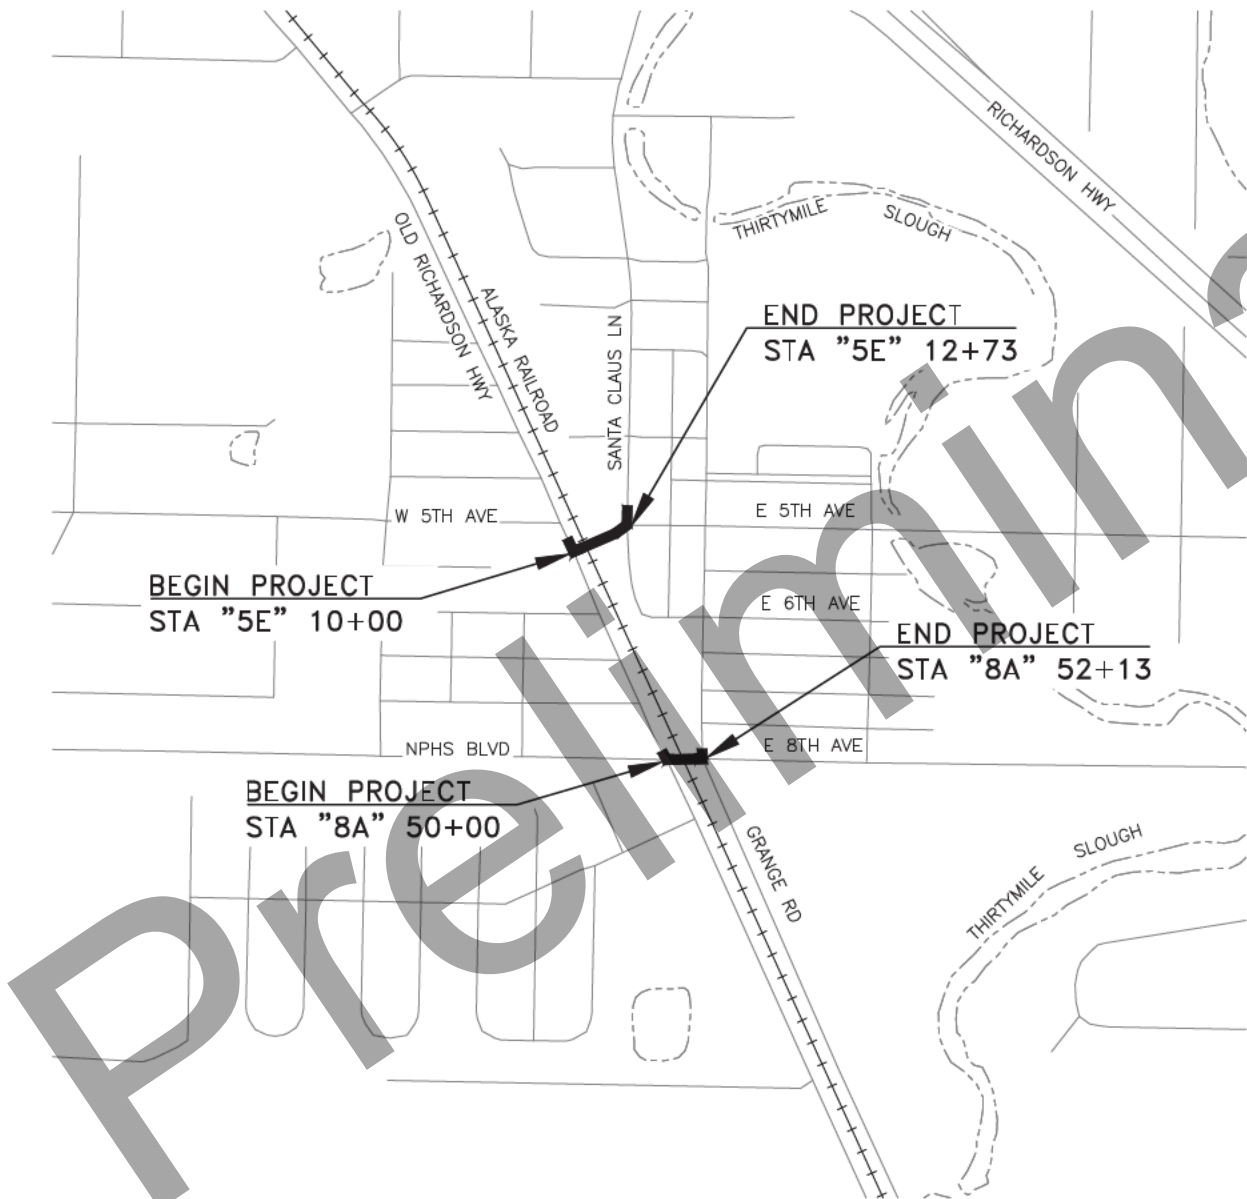 RICHARDSON HWY
THIRTYMILE SLOUGH
OLD RICHARDSON HWY
ALASKA RAILROAD
SANTA CLAUS LN
END PROJECT
STA "5E" 12+73
W 5TH AVE
E 5TH AVE
BEGIN PROJECT
STA "5E" 10+00
E 6TH AVE
END PROJECT
STA "8A" 52+13
NPHS BLVD
E 8TH AVE
BEGIN PROJECT
STA "8A" 50+00
GRANGE RD
THIRTYMILE SLOUGH
Prelimin